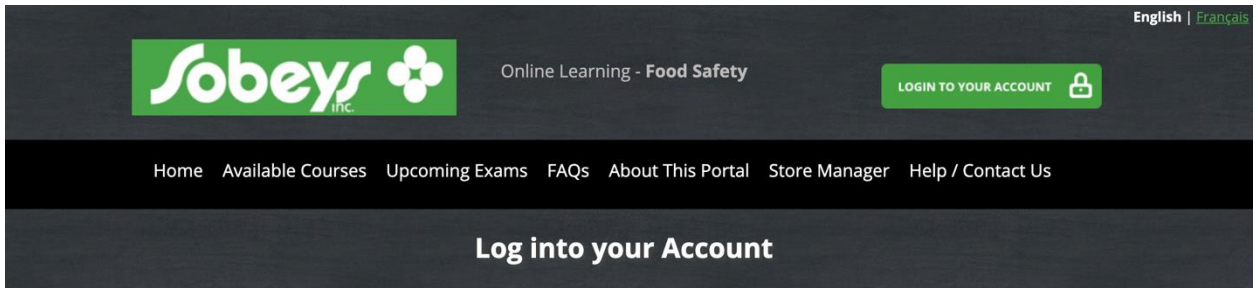 English | Français
Sobeys
INC.
Online Learning - Food Safety
LOGIN TO YOUR ACCOUNT
Home Available Courses Upcoming Exams FAQs About This Portal Store Manager Help / Contact Us
Log into your Account